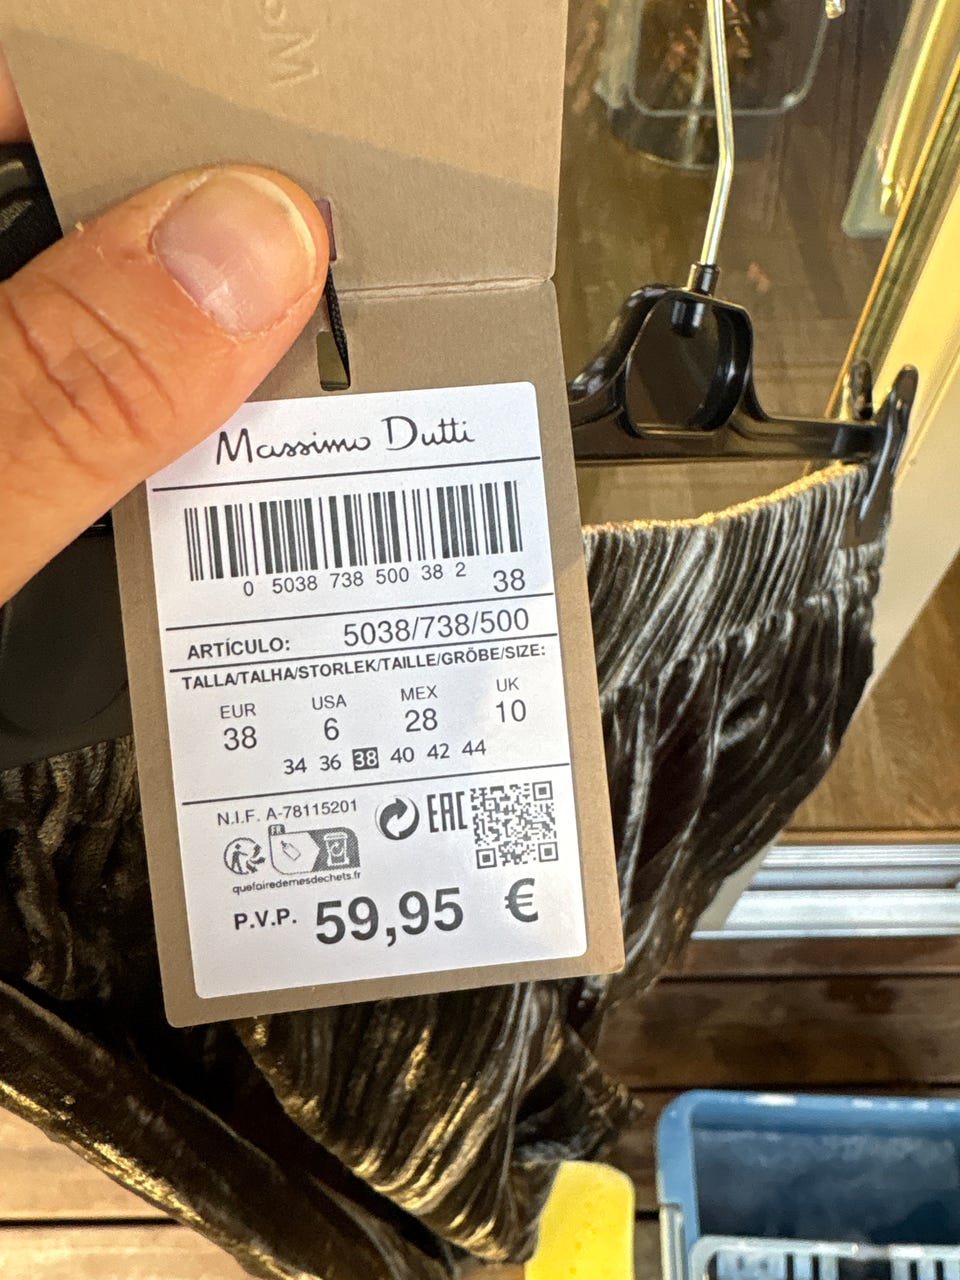 Massimo Dutti
0 5038 738 500 38 2 38
ARTÍCULO: 5038/738/500
TALLA/TALHA/STORLEK/TAILLE/GRÖBE/SIZE:
EUR USA MEX UK
38 6 28 10
34 36 38 40 42 44
N.I.F. A-78115201 EAC
FR
quefairedemesdechets.fr
P.V.P. 59,95 €